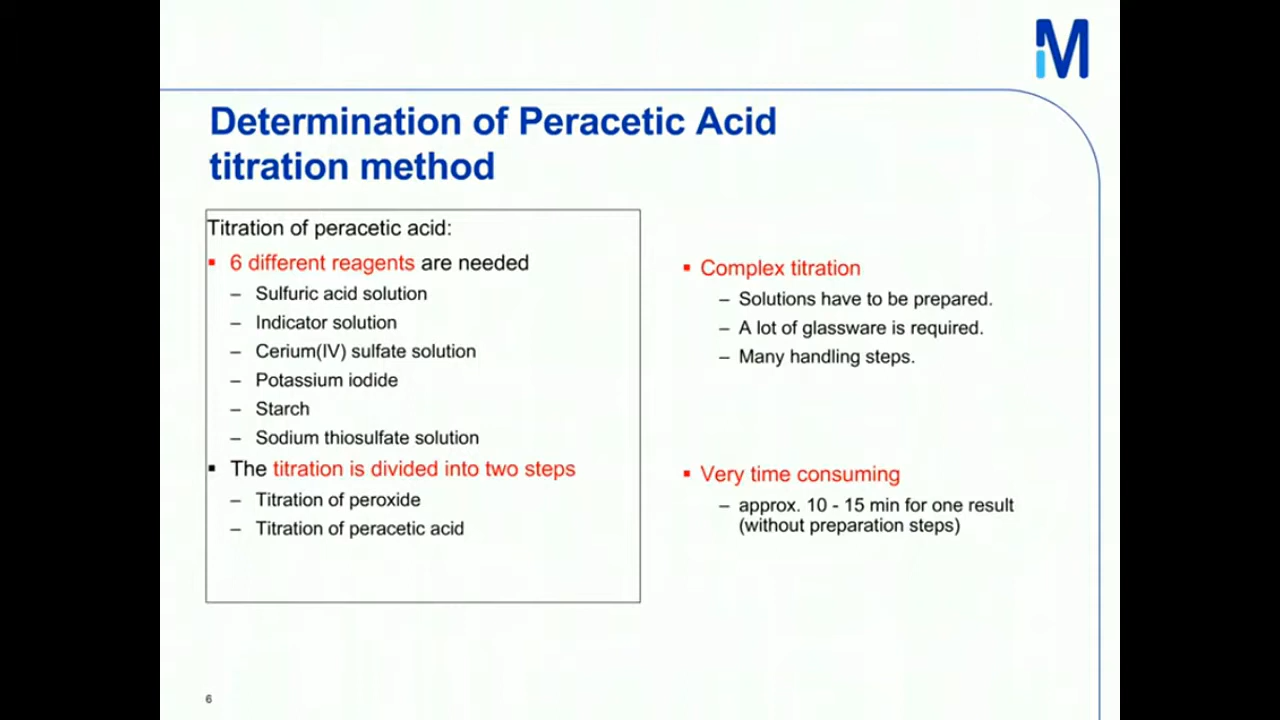 M
Determination of Peracetic Acid
titration method
Titration of peracetic acid:
▪ 6 different reagents are needed
– Sulfuric acid solution
– Indicator solution
– Cerium(IV) sulfate solution
– Potassium iodide
– Starch
– Sodium thiosulfate solution
▪ The titration is divided into two steps
– Titration of peroxide
– Titration of peracetic acid
▪ Complex titration
– Solutions have to be prepared.
– A lot of glassware is required.
– Many handling steps.
▪ Very time consuming
– approx. 10 - 15 min for one result
(without preparation steps)
6